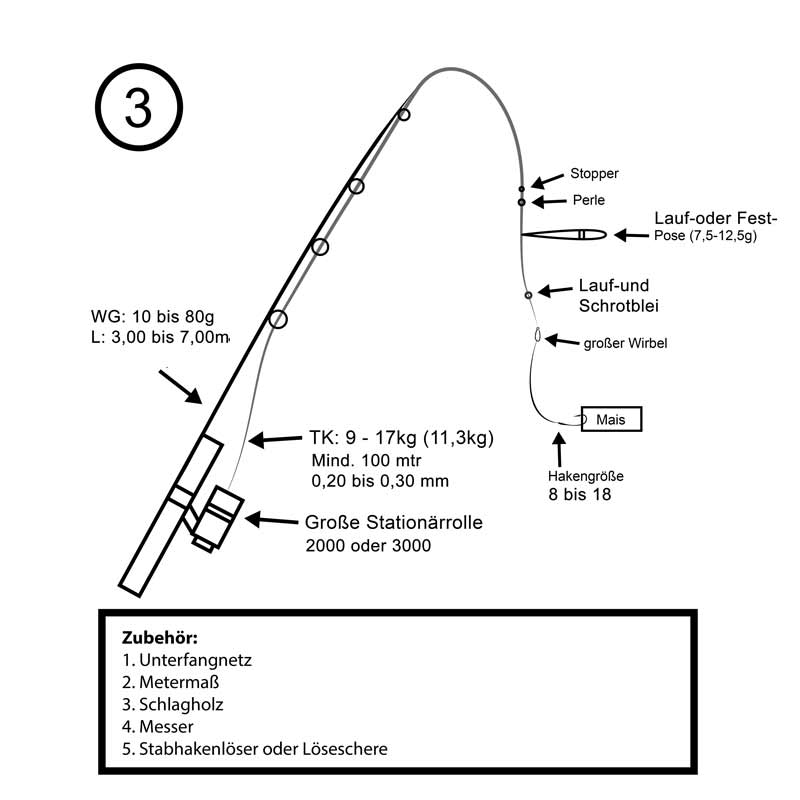 3
Stopper
Perle
Lauf-oder Fest-
Pose (7,5-12,5g)
Lauf-und
Schrotblei
großer Wirbel
WG: 10 bis 80g
L: 3,00 bis 7,00m
Mais
TK: 9 - 17kg (11,3kg)
Mind. 100 mtr
0,20 bis 0,30 mm
Hakengröße
8 bis 18
Große Stationärrolle
2000 oder 3000
Zubehör:
1. Unterfangnetz
2. Metermaß
3. Schlagholz
4. Messer
5. Stabhakenlöser oder Löseschere